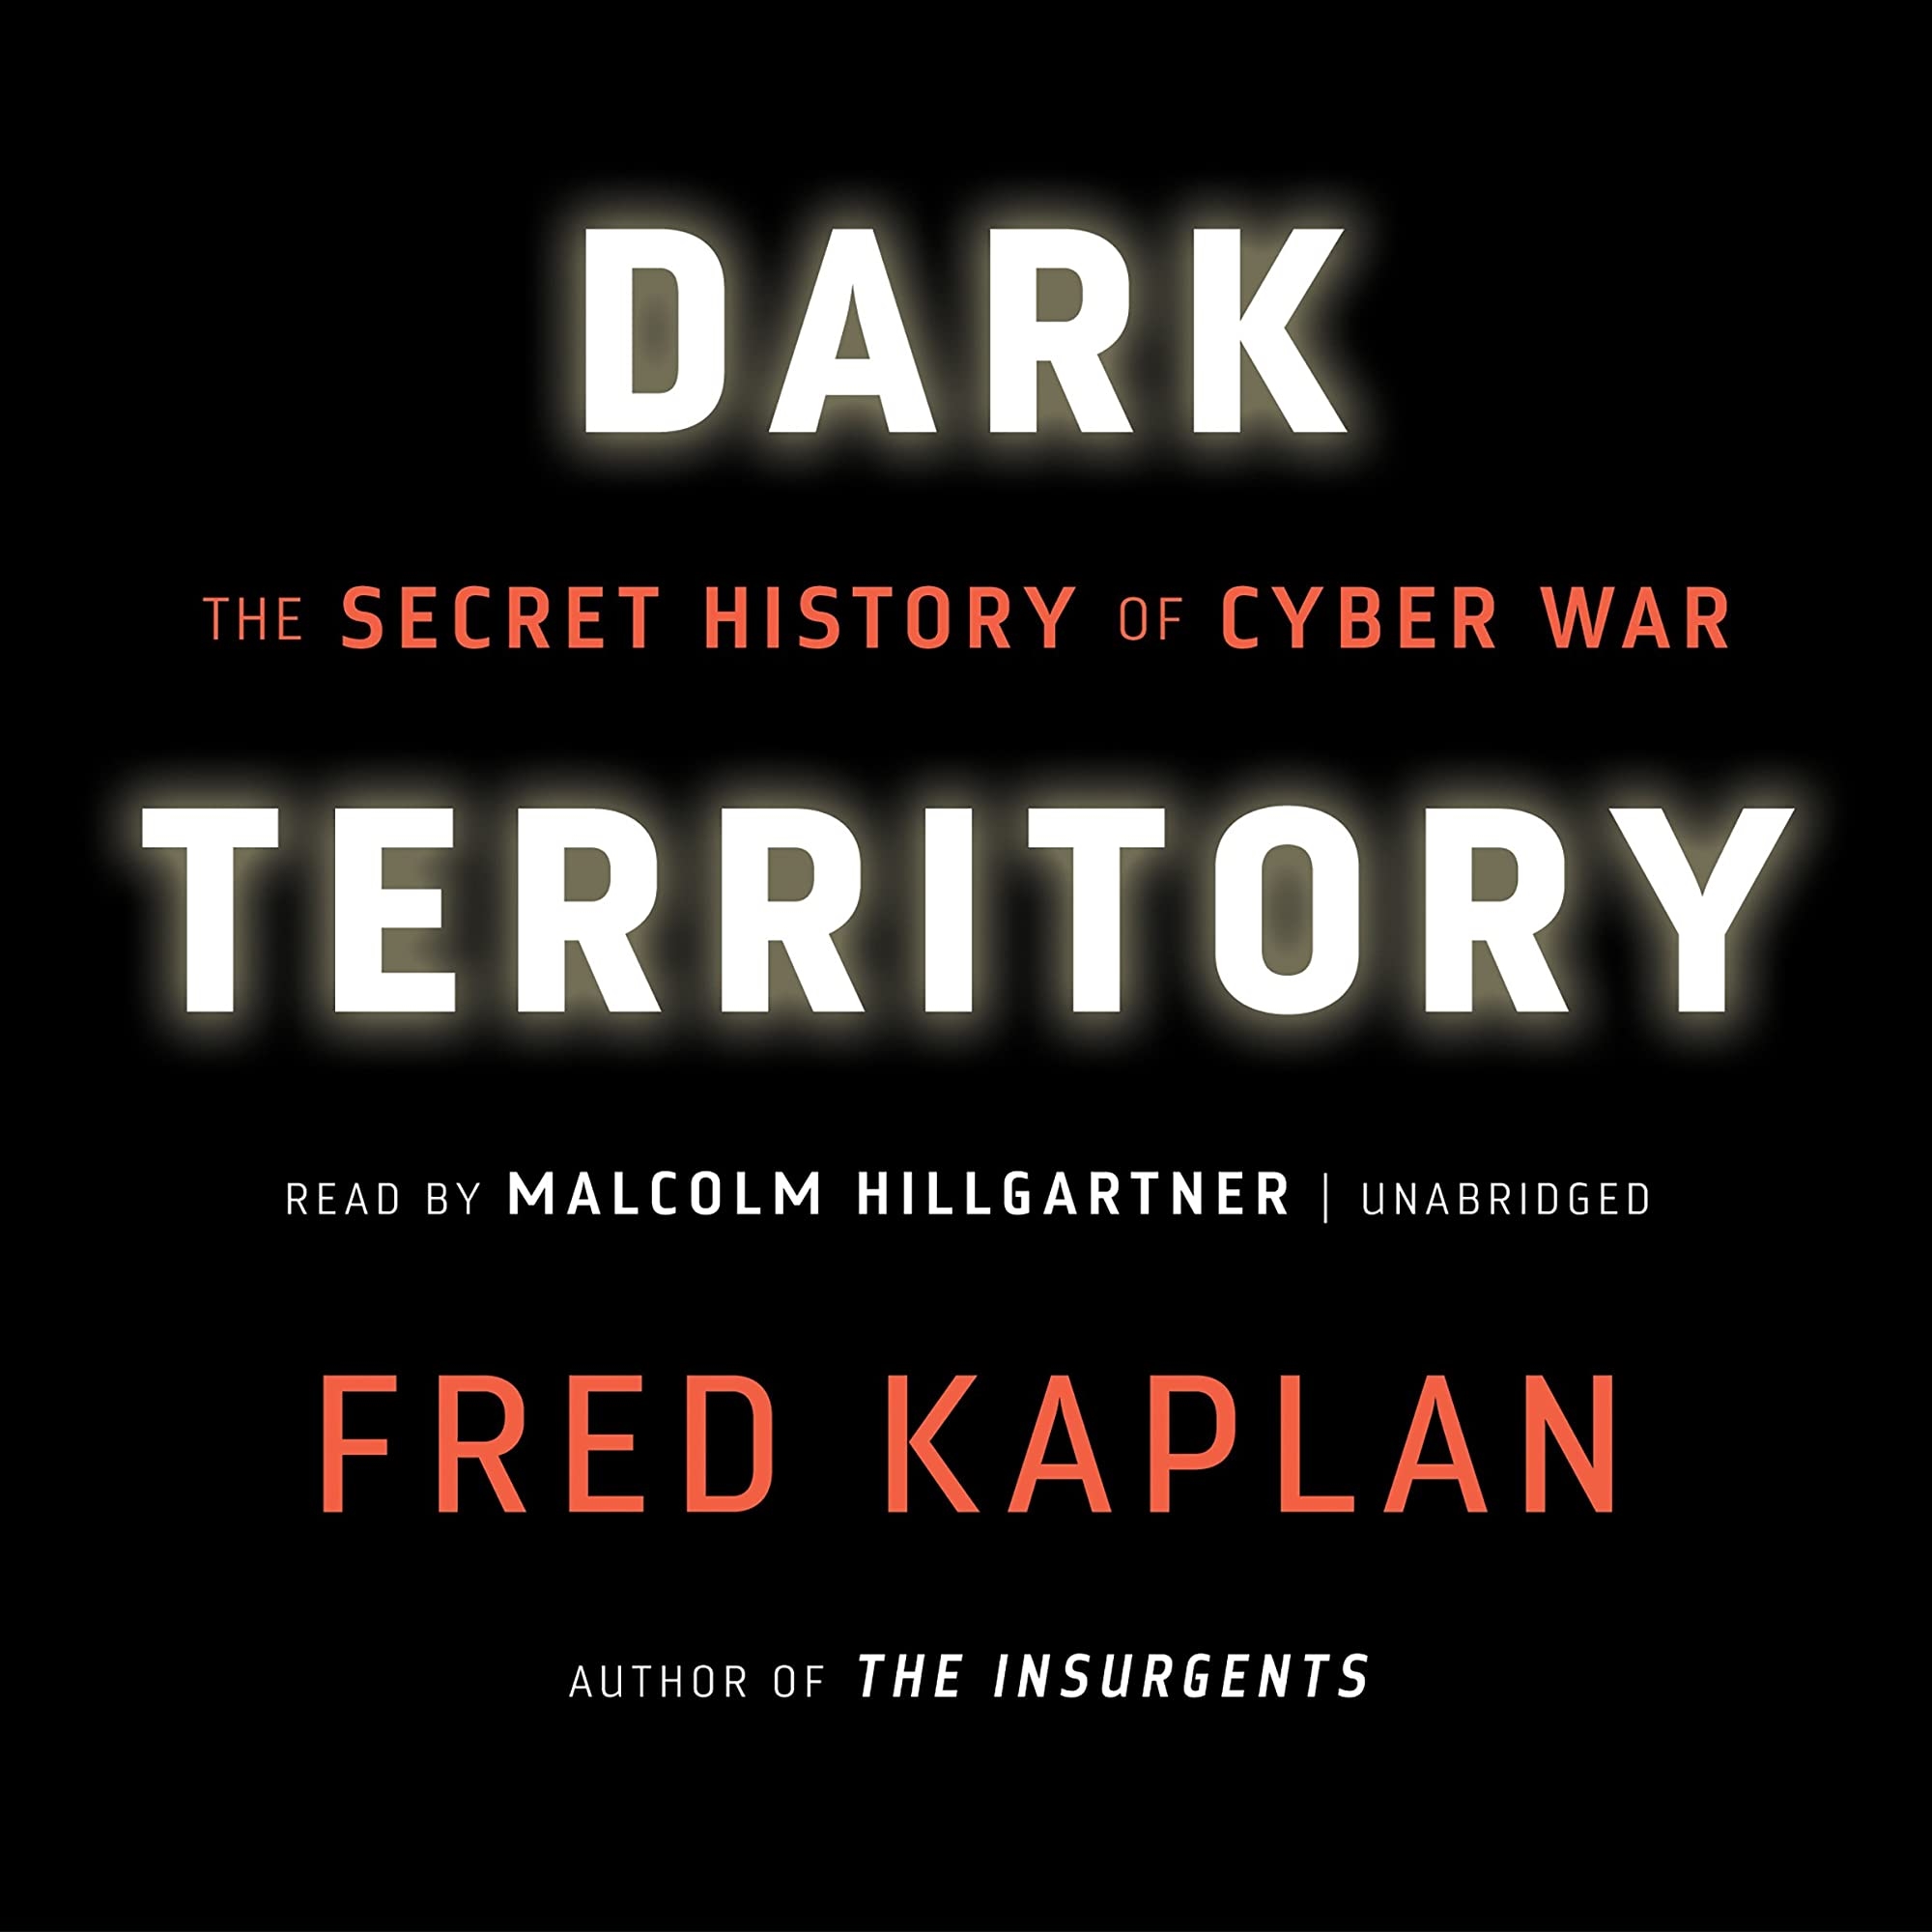 DARK
THE SECRET HISTORY OF CYBER WAR
TERRITORY
READ BY MALCOLM HILLGARTNER | UNABRIDGED
FRED KAPLAN
AUTHOR OF THE INSURGENTS